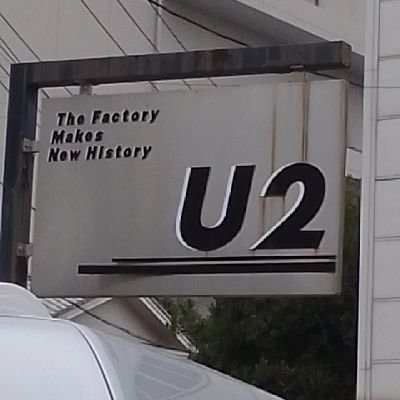 The Factory
Makes
New History
U2